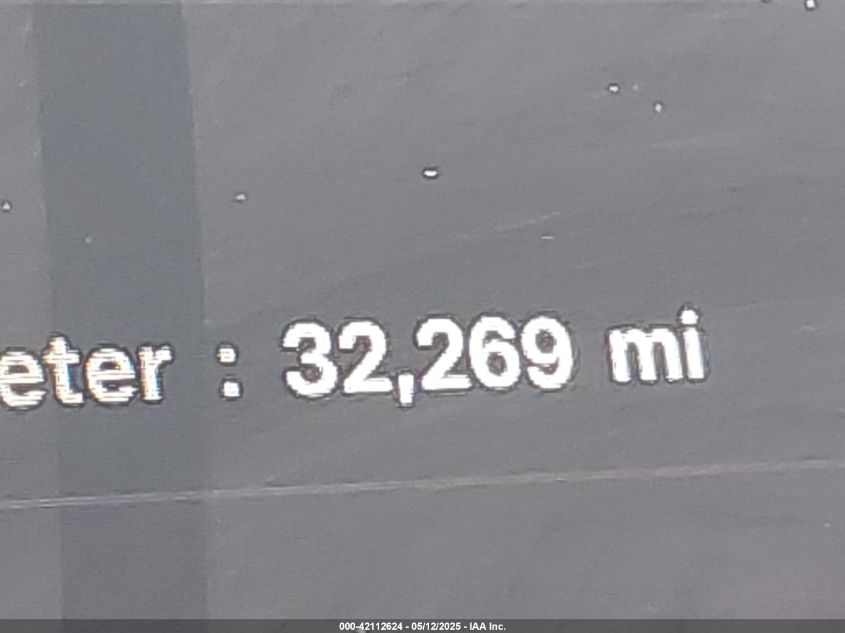 eter : 32,269 mi
000-42112624 - 05/12/2025 - IAA Inc.